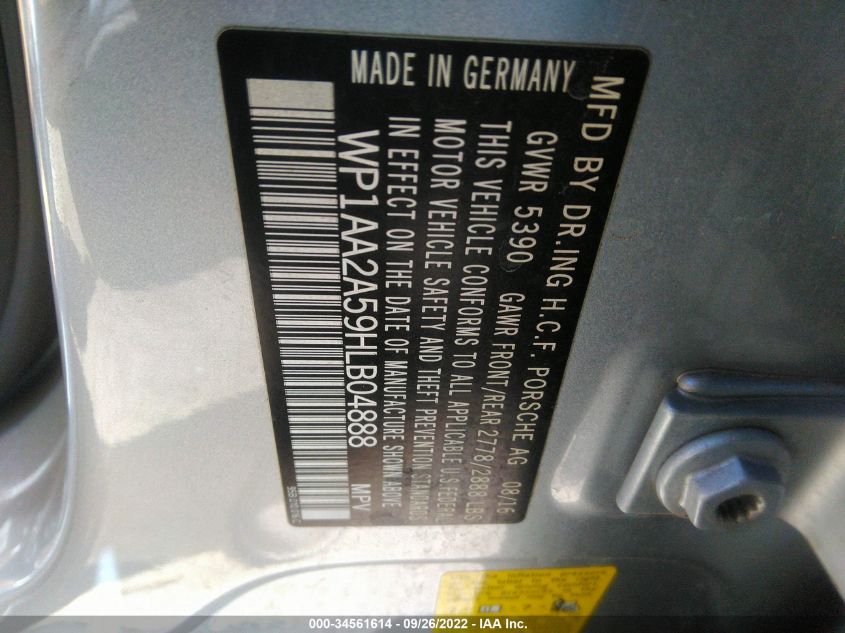 MFD BY DR.ING H.C.F. PORSCHE AG 08/16
GVWR 5390 GAWR FRONT/REAR 2778/2888 LBS
THIS VEHICLE CONFORMS TO ALL APPLICABLE U.S.FEDERAL
MOTOR VEHICLE SAFETY AND THEFT PREVENTION STANDARDS
IN EFFECT ON THE DATE OF MANUFACTURE SHOWN ABOVE
WP1AA2A59HLB04888 MPV
MADE IN GERMANY
000-34561614 - 09/26/2022 - IAA Inc.